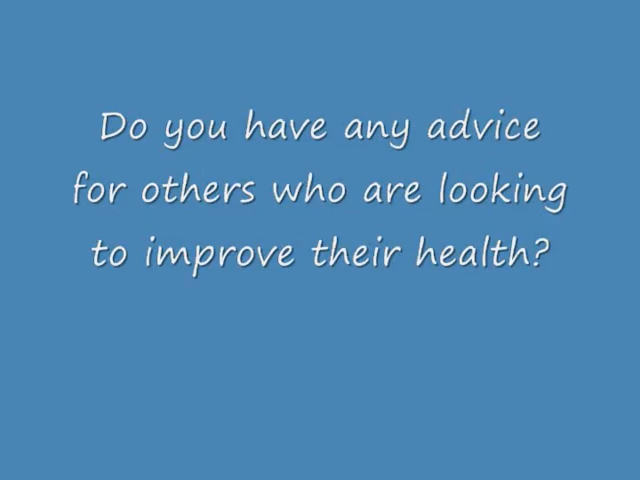 Do you have any advice
for others who are looking
to improve their health?